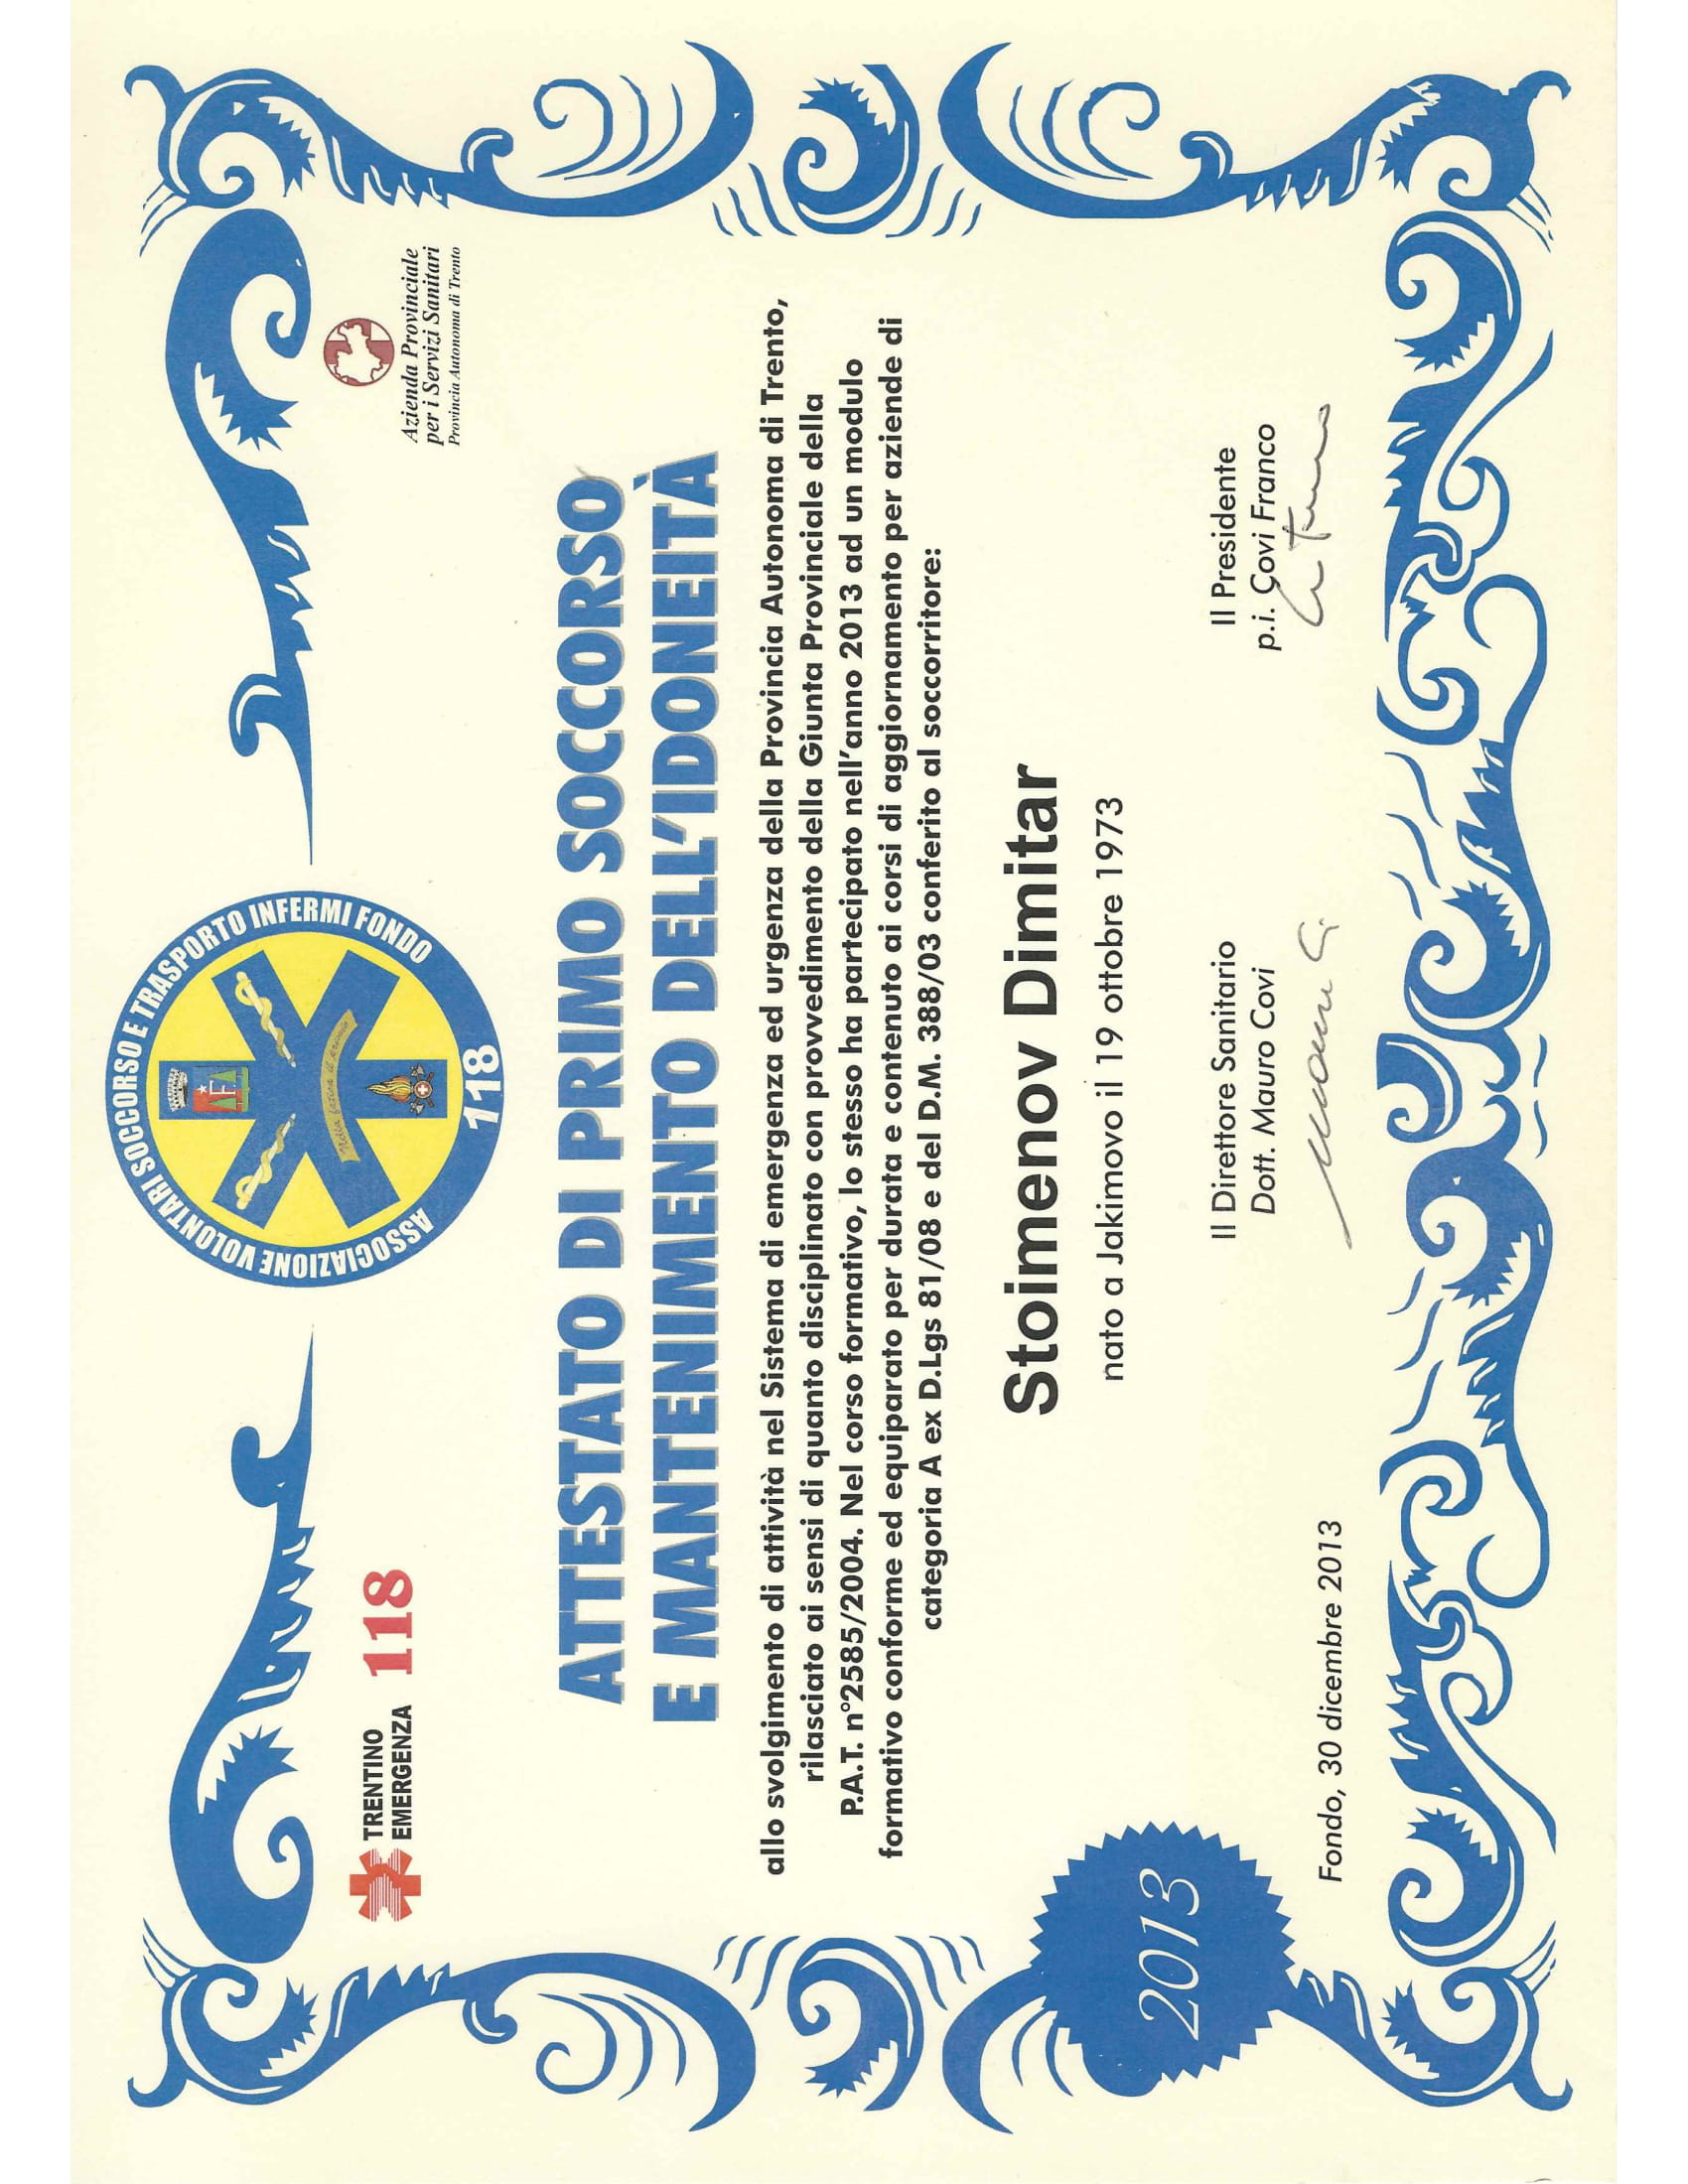 ASSOCIAZIONE VOLONTARI SOCCORSO E TRASPORTO INFERMI FONDO
118
TRENTINO
EMERGENZA 118
Azienda Provinciale
per i Servizi Sanitari
Provincia Autonoma di Trento
ATTESTATO DI PRIMO SOCCORSO
E MANTENIMENTO DELL'IDONEITÀ
allo svolgimento di attività nel Sistema di emergenza ed urgenza della Provincia Autonoma di Trento,
rilasciato ai sensi di quanto disciplinato con provvedimento della Giunta Provinciale della
P.A.T. n°2585/2004. Nel corso formativo, lo stesso ha partecipato nell'anno 2013 ad un modulo
formativo conforme ed equiparato per durata e contenuto ai corsi di aggiornamento per aziende di
categoria A ex D.Lgs 81/08 e del D.M. 388/03 conferito al soccorritore:
Stoimenov Dimitar
nato a Jakimovo il 19 ottobre 1973
2013
Il Direttore Sanitario
Dott. Mauro Covi
Il Presidente
p.i. Covi Franco
Fondo, 30 dicembre 2013